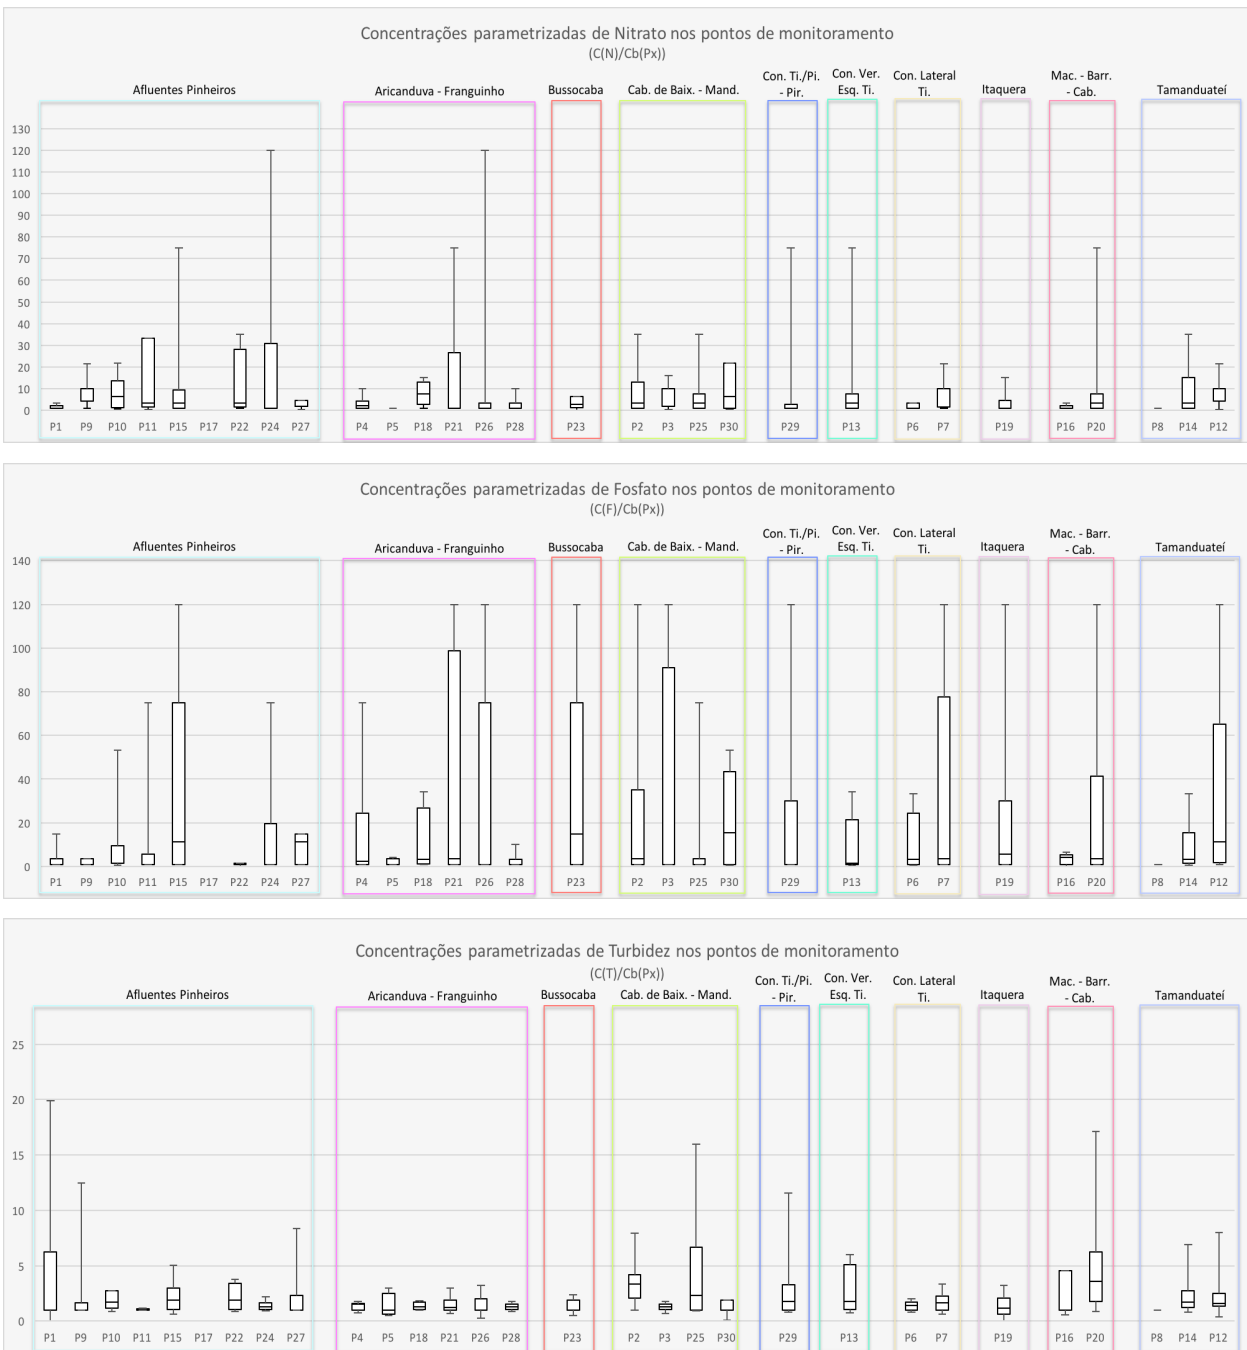 Concentrações parametrizadas de Nitrato nos pontos de monitoramento
(C(N)/Cb(Px))
Afluentes Pinheiros
Aricanduva - Franguinho
Bussocaba
Cab. de Baix. - Mand.
Con. Ti./Pi.
- Pir.
Con. Ver.
Esq. Ti.
Con. Lateral
Ti.
Itaquera
Mac. - Barr.
- Cab.
Tamanduateí
130
120
110
100
90
80
70
60
50
40
30
20
10
0
P1 P9 P10 P11 P15 P17 P22 P24 P27 P4 P5 P18 P21 P26 P28 P23 P2 P3 P25 P30 P29 P13 P6 P7 P19 P16 P20 P8 P14 P12
Concentrações parametrizadas de Fosfato nos pontos de monitoramento
(C(F)/Cb(Px))
Afluentes Pinheiros
Aricanduva - Franguinho
Bussocaba
Cab. de Baix. - Mand.
Con. Ti./Pi.
- Pir.
Con. Ver.
Esq. Ti.
Con. Lateral
Ti.
Itaquera
Mac. - Barr.
- Cab.
Tamanduateí
140
120
100
80
60
40
20
0
P1 P9 P10 P11 P15 P17 P22 P24 P27 P4 P5 P18 P21 P26 P28 P23 P2 P3 P25 P30 P29 P13 P6 P7 P19 P16 P20 P8 P14 P12
Concentrações parametrizadas de Turbidez nos pontos de monitoramento
(C(T)/Cb(Px))
Afluentes Pinheiros
Aricanduva - Franguinho
Bussocaba
Cab. de Baix. - Mand.
Con. Ti./Pi.
- Pir.
Con. Ver.
Esq. Ti.
Con. Lateral
Ti.
Itaquera
Mac. - Barr.
- Cab.
Tamanduateí
25
20
15
10
5
0
P1 P9 P10 P11 P15 P17 P22 P24 P27 P4 P5 P18 P21 P26 P28 P23 P2 P3 P25 P30 P29 P13 P6 P7 P19 P16 P20 P8 P14 P12